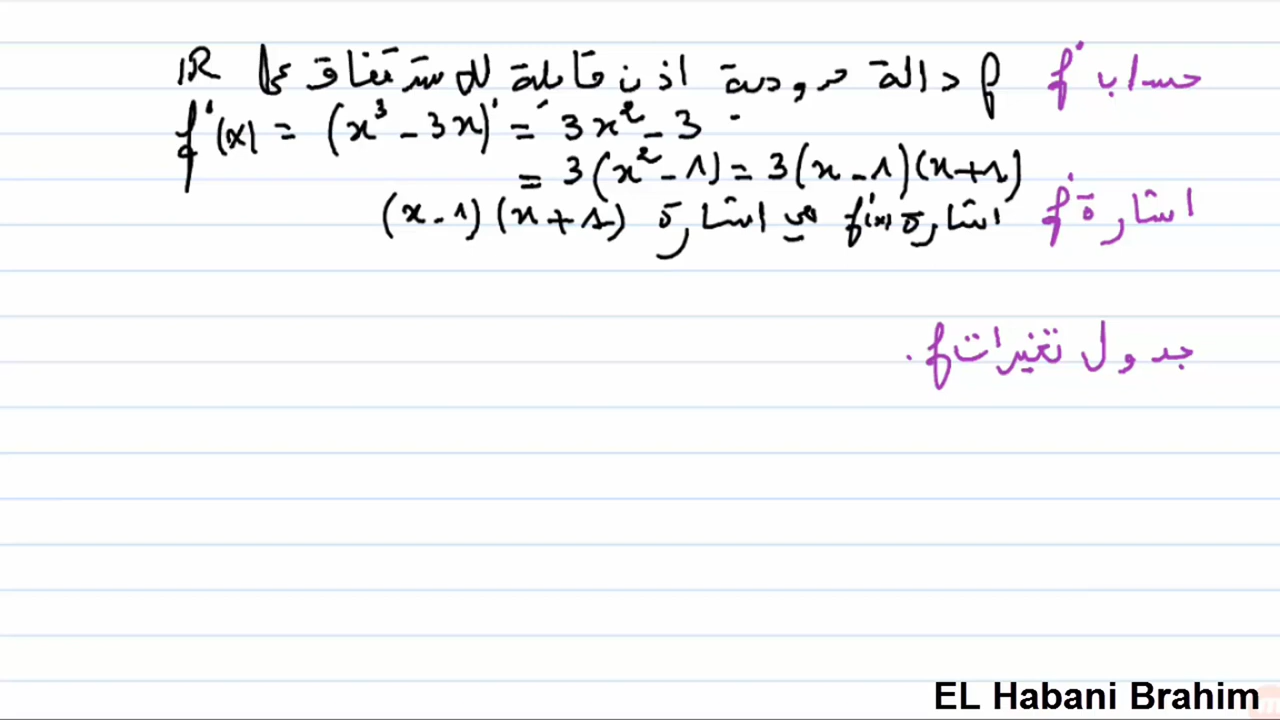 حساب f' f دالة حدودية اذن قابلة للاشتقاق على IR
f'(x) = (x³ - 3x)' = 3x² - 3
= 3(x² - 1) = 3(x - 1)(x + 1)
اشارة f' اشارة f'(x) هي اشارة (x - 1)(x + 1)
جدول تغيرات f.
EL Habani Brahim